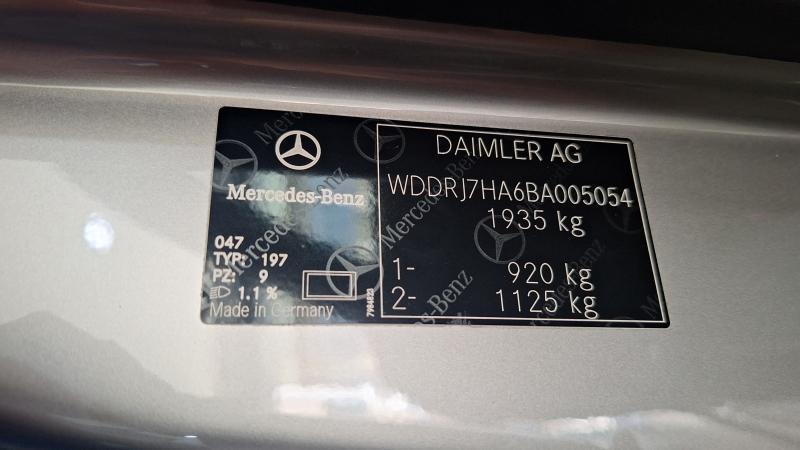 Mercedes-Benz
047
TYP: 197
PZ: 9
1.1 %
Made in Germany
7984823
DAIMLER AG
WDDRJ7HA6BA005054
1935 kg
1- 920 kg
2- 1125 kg